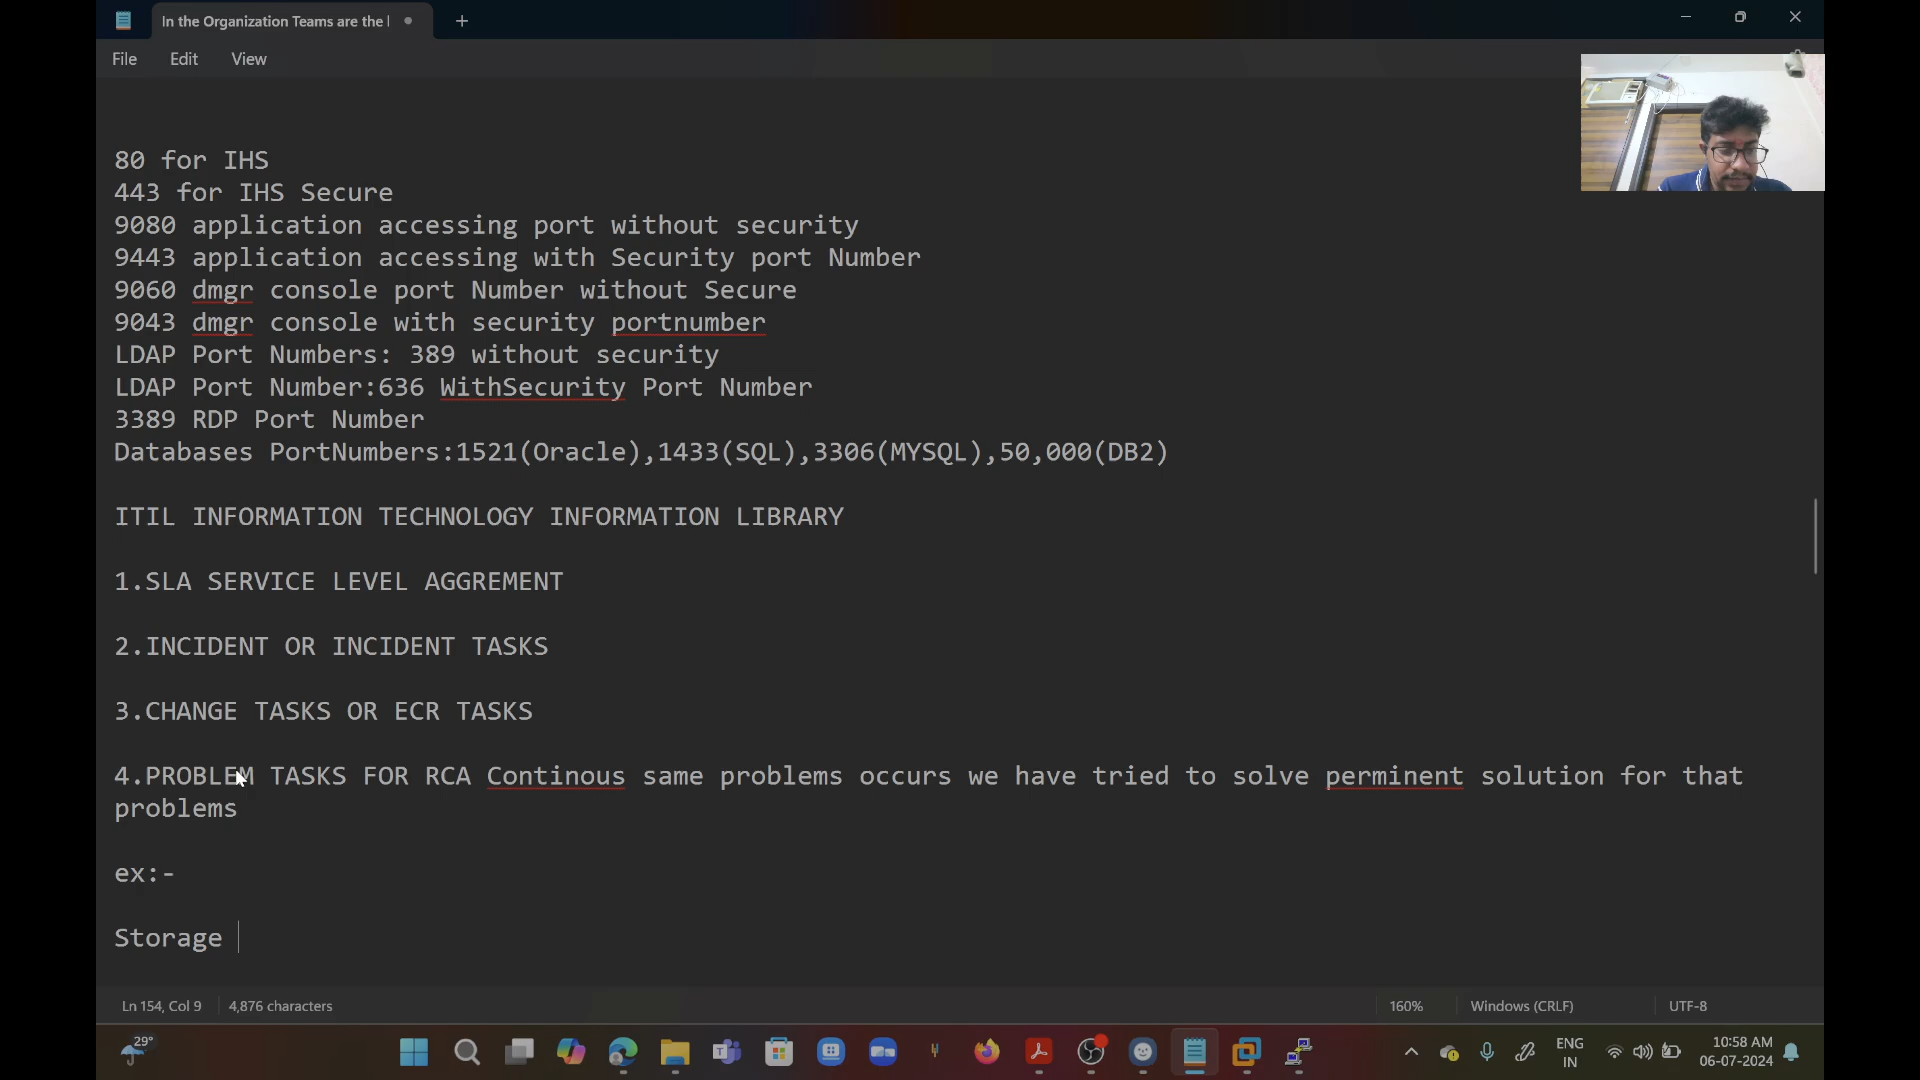 In the Organization Teams are the
File Edit View
80 for IHS
443 for IHS Secure
9080 application accessing port without security
9443 application accessing with Security port Number
9060 dmgr console port Number without Secure
9043 dmgr console with security portnumber
LDAP Port Numbers: 389 without security
LDAP Port Number:636 WithSecurity Port Number
3389 RDP Port Number
Databases PortNumbers:1521(Oracle),1433(SQL),3306(MYSQL),50,000(DB2)
ITIL INFORMATION TECHNOLOGY INFORMATION LIBRARY
1.SLA SERVICE LEVEL AGGREMENT
2.INCIDENT OR INCIDENT TASKS
3.CHANGE TASKS OR ECR TASKS
4.PROBLEM TASKS FOR RCA Continous same problems occurs we have tried to solve perminent solution for that
problems
ex:-
Storage
Ln 154, Col 9 4,876 characters 160% Windows (CRLF) UTF-8
29°
ENG
IN
10:58 AM
06-07-2024